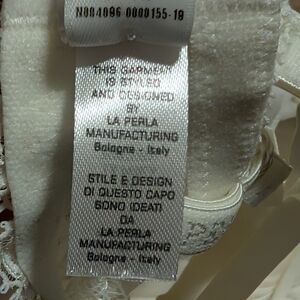 N084096 0000155-19
THIS GARMENT
IS STYLED
AND DESIGNED
BY
LA PERLA
MANUFACTURING
Bologna - Italy
STILE E DESIGN
DI QUESTO CAPO
SONO IDEATI
DA
LA PERLA
MANUFACTURING
Bologna - Italy